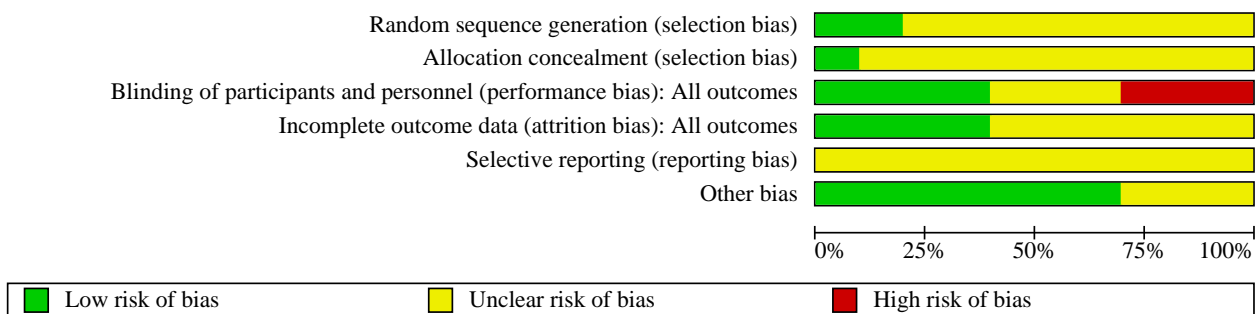 Random sequence generation (selection bias)
Allocation concealment (selection bias)
Blinding of participants and personnel (performance bias): All outcomes
Incomplete outcome data (attrition bias): All outcomes
Selective reporting (reporting bias)
Other bias
0% 25% 50% 75% 100%
Low risk of bias Unclear risk of bias High risk of bias